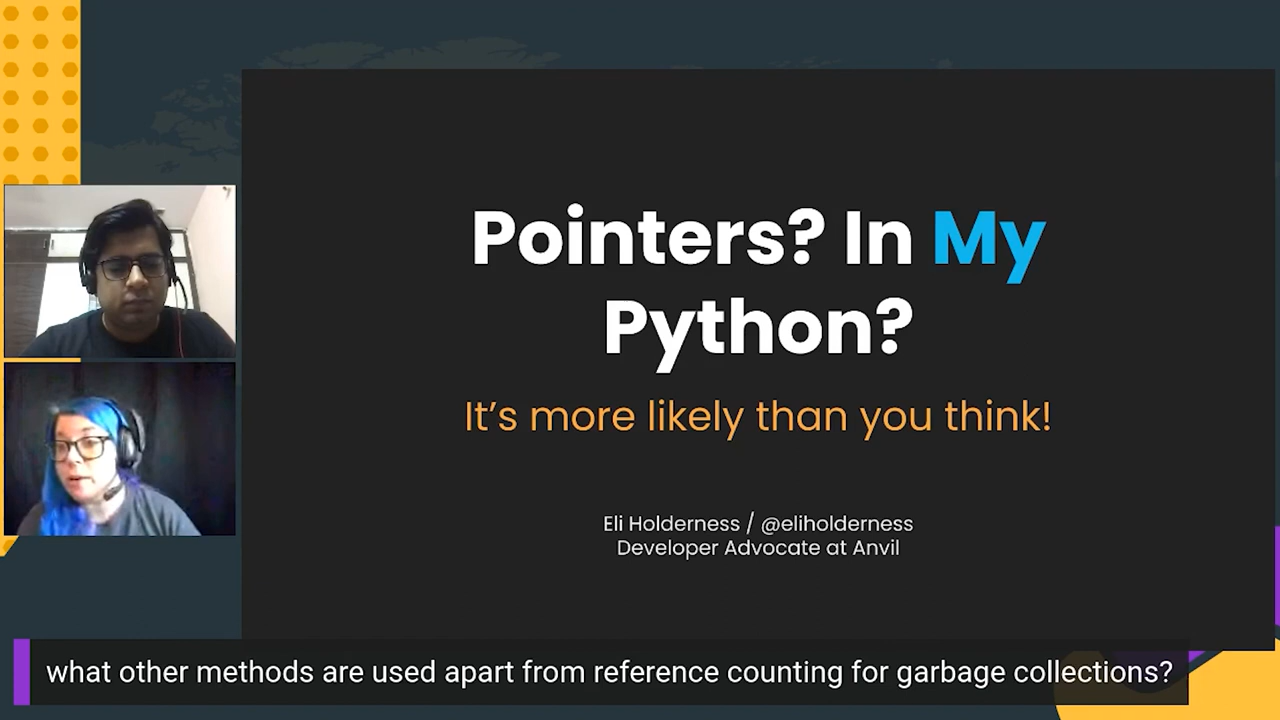 Pointers? In My
Python?
It’s more likely than you think!
Eli Holderness / @eliholderness
Developer Advocate at Anvil
what other methods are used apart from reference counting for garbage collections?